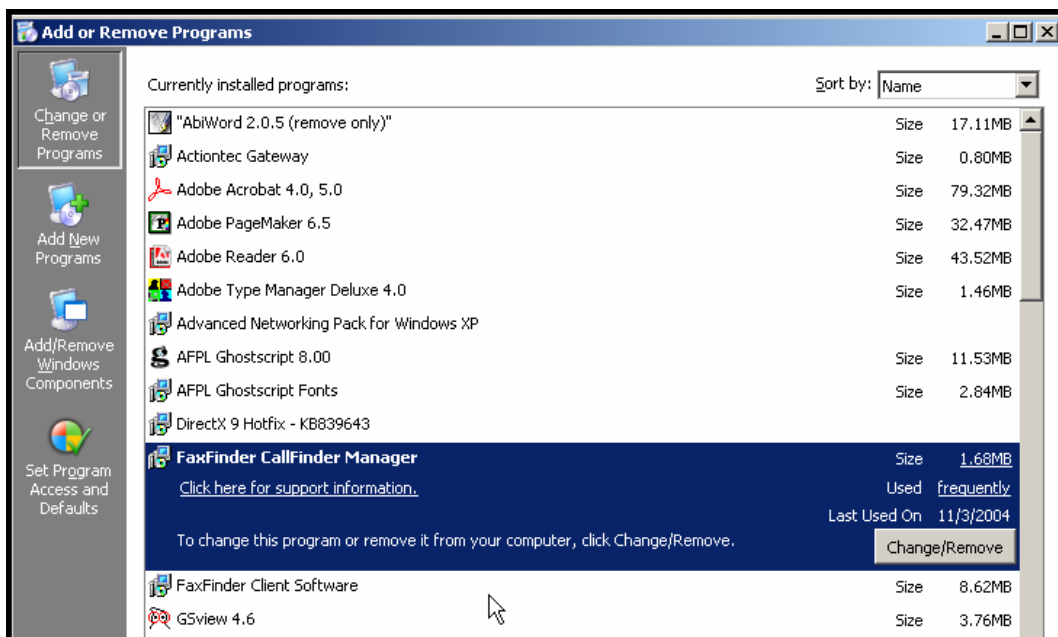 Add or Remove Programs
Change or
Remove
Programs
Add New
Programs
Add/Remove
Windows
Components
Set Program
Access and
Defaults
Currently installed programs: Sort by: Name
"AbiWord 2.0.5 (remove only)" Size 17.11MB
Actiontec Gateway Size 0.80MB
Adobe Acrobat 4.0, 5.0 Size 79.32MB
Adobe PageMaker 6.5 Size 32.47MB
Adobe Reader 6.0 Size 43.52MB
Adobe Type Manager Deluxe 4.0 Size 1.46MB
Advanced Networking Pack for Windows XP
AFPL Ghostscript 8.00 Size 11.53MB
AFPL Ghostscript Fonts Size 2.84MB
DirectX 9 Hotfix - KB839643
FaxFinder CallFinder Manager Size 1.68MB
Click here for support information. Used frequently
Last Used On 11/3/2004
To change this program or remove it from your computer, click Change/Remove. Change/Remove
FaxFinder Client Software Size 8.62MB
GSview 4.6 Size 3.76MB